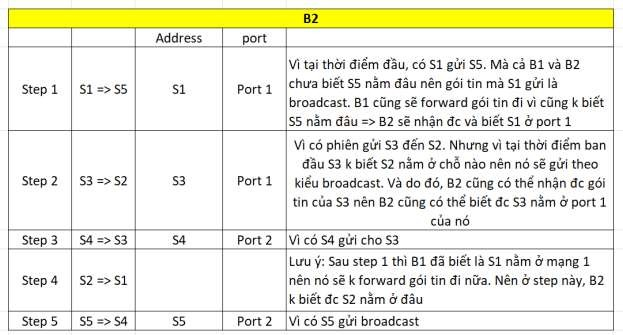 B2
Address port
Step 1 S1 => S5 S1 Port 1
Vì tại thời điểm đầu, có S1 gửi S5. Mà cả B1 và B2
chưa biết S5 nằm đâu nên gói tin mà S1 gửi là
broadcast. B1 cũng sẽ forward gói tin đi vì cũng k biết
S5 nằm đâu => B2 sẽ nhận đc và biết S1 ở port 1
Step 2 S3 => S2 S3 Port 1
Vì có phiên gửi S3 đến S2. Nhưng vì tại thời điểm ban
đầu S3 k biết S2 nằm ở chỗ nào nên nó sẽ gửi theo
kiểu broadcast. Và do đó, B2 cũng có thể nhận đc gói
tin của S3 nên B2 cũng có thể biết đc S3 nằm ở port 1
của nó
Step 3 S4 => S3 S4 Port 2 Vì có S4 gửi cho S3
Step 4 S2 => S1
Lưu ý: Sau step 1 thì B1 đã biết là S1 nằm ở mạng 1
nên nó sẽ k forward gói tin đi nữa. Nên ở step này, B2
k biết đc S2 nằm ở đâu
Step 5 S5 => S4 S5 Port 2 Vì có S5 gửi broadcast